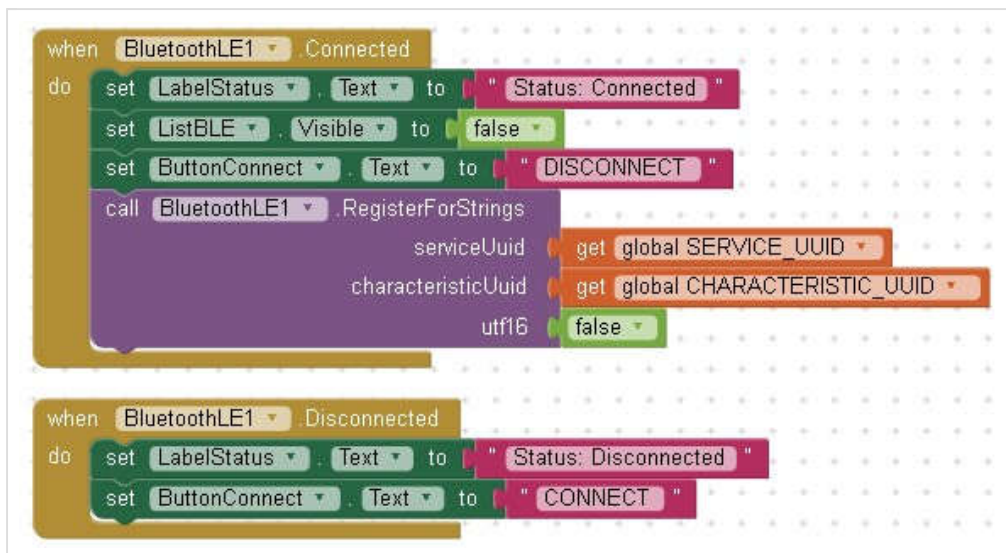 when BluetoothLE1 .Connected
do set LabelStatus . Text to " Status: Connected "
set ListBLE . Visible to false
set ButtonConnect . Text to " DISCONNECT "
call BluetoothLE1 .RegisterForStrings
serviceUuid get global SERVICE_UUID
characteristicUuid get global CHARACTERISTIC_UUID
utf16 false
when BluetoothLE1 .Disconnected
do set LabelStatus . Text to " Status: Disconnected "
set ButtonConnect . Text to " CONNECT "